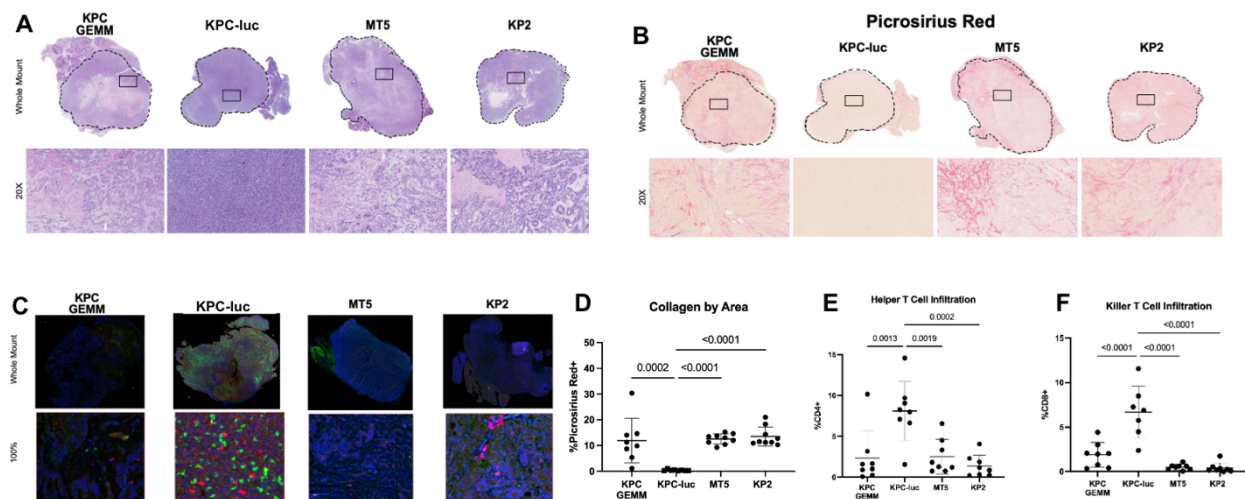 A
KPC
GEMM
KPC-luc
MT5
KP2
Whole Mount
20X
B
Picrosirius Red
KPC
GEMM
KPC-luc
MT5
KP2
Whole Mount
20X
C
KPC
GEMM
KPC-luc
MT5
KP2
Whole Mount
100%
D
Collagen by Area
<0.0001
0.0002
<0.0001
%Picrosirius Red+
50
40
30
20
10
0
KPC
GEMM
KPC-luc
MT5
KP2
E
Helper T Cell Infiltration
0.0002
0.0013
0.0019
%CD4+
20
15
10
5
0
KPC
GEMM
KPC-luc
MT5
KP2
F
Killer T Cell Infiltration
<0.0001
<0.0001
<0.0001
%CD8+
15
10
5
0
KPC
GEMM
KPC-luc
MT5
KP2